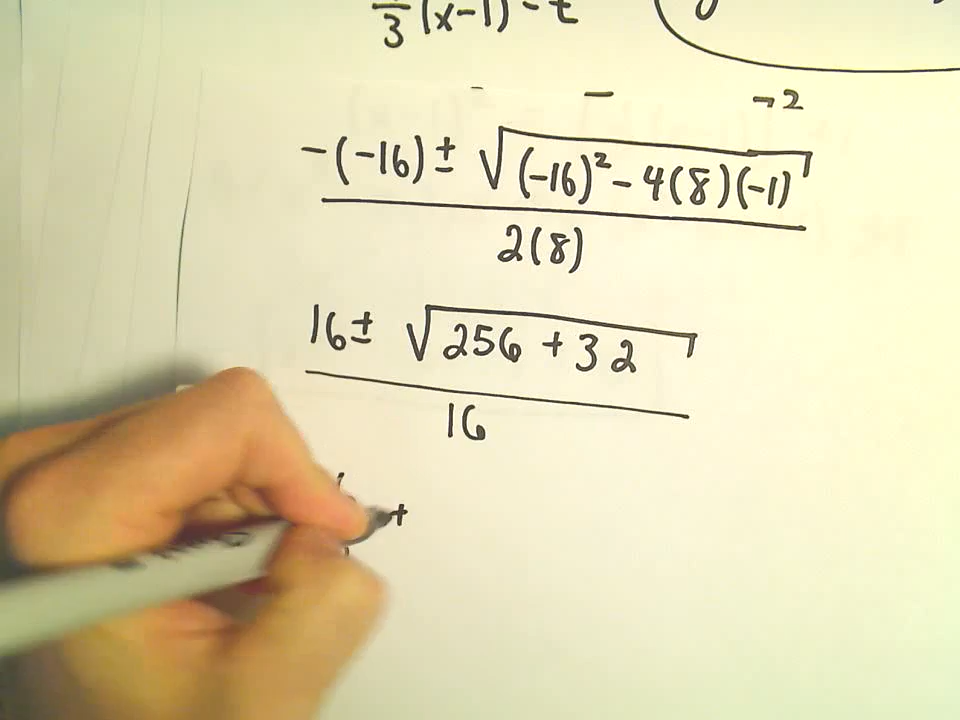 3 (x-1) - t
¬2
-(-16) ± √(-16)² - 4(8)(-1)
2(8)
16 ± √256 + 32
16
+